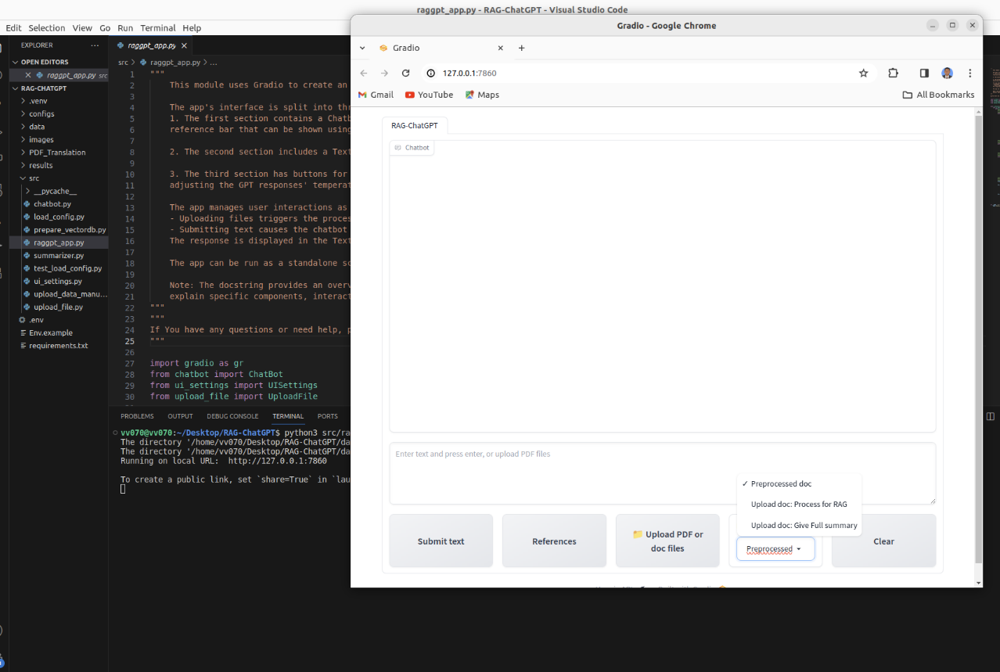 raggpt_app.py - RAG-ChatGPT - Visual Studio Code
Edit Selection View Go Run Terminal Help
EXPLORER ...
OPEN EDITORS
raggpt_app.py src
RAG-CHATGPT
.venv
configs
data
images
PDF_Translation
results
src
__pycache__
chatbot.py
load_config.py
prepare_vectordb.py
raggpt_app.py
summarizer.py
test_load_config.py
ui_settings.py
upload_data_manu...
upload_file.py
.env
Env.example
requirements.txt
raggpt_app.py
src > raggpt_app.py > ...
1 """
2 This module uses Gradio to create an
3
4 The app's interface is split into thr
5 1. The first section contains a Chatb
6 reference bar that can be shown using
7
8 2. The second section includes a Text
9
10 3. The third section has buttons for
11 adjusting the GPT responses' temperat
12
13 The app manages user interactions as
14 - Uploading files triggers the proces
15 - Submitting text causes the chatbot
16 The response is displayed in the Text
17
18 The app can be run as a standalone sc
19
20 Note: The docstring provides an overv
21 explain specific components, interact
22 """
23 """
24 If You have any questions or need help, p
25 """
26
27 import gradio as gr
28 from chatbot import ChatBot
29 from ui_settings import UISettings
30 from upload_file import UploadFile
PROBLEMS OUTPUT DEBUG CONSOLE TERMINAL PORTS
vv070@vv070:~/Desktop/RAG-ChatGPT$ python3 src/ra
The directory '/home/vv070/Desktop/RAG-ChatGPT/da
The directory '/home/vv070/Desktop/RAG-ChatGPT/da
Running on local URL: http://127.0.0.1:7860
To create a public link, set `share=True` in `lau
Gradio - Google Chrome
Gradio
127.0.0.1:7860
Gmail YouTube Maps All Bookmarks
RAG-ChatGPT
Chatbot
Enter text and press enter, or upload PDF files
✓ Preprocessed doc
Upload doc: Process for RAG
Upload doc: Give Full summary
Submit text
References
📁 Upload PDF or
doc files
Preprocessed
Clear